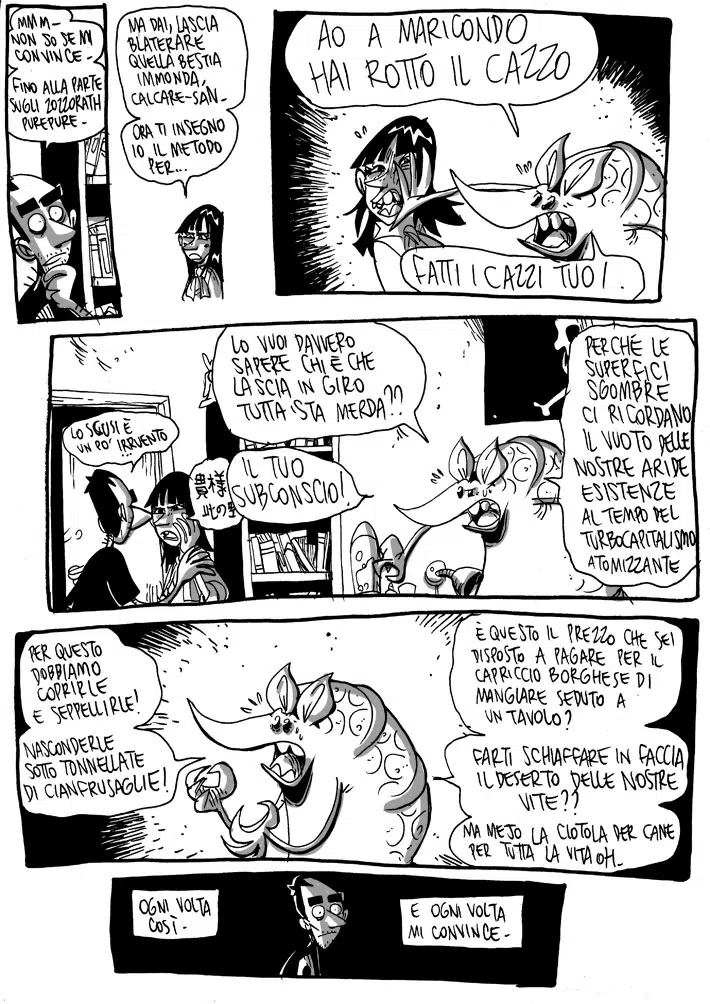 MMM-
NON SO SE MI
CONVINCE-
FINO ALLA PARTE
SUGLI ZOZZORATH
PUREPURE-
MA DAI, LASCIA
BLATERARE
QUELLA BESTIA
IMMONDA,
CALCARE-SAN-
ORA TI INSEGNO
IO IL METODO
PER...
AO A MARICONDO
HAI ROTTO IL CAZZO
FATTI I CAZZI TUOI.
LO SCUSI È
UN PO' IRRUENTO
貴様
此の
LO VUOI DAVVERO
SAPERE CHI È CHE
LASCIA IN GIRO
TUTTA 'STA MERDA??
IL TUO
SUBCONSCIO!
PERCHÉ LE
SUPERFICI
SGOMBRE
CI RICORDANO
IL VUOTO DELLE
NOSTRE ARIDE
ESISTENZE
AL TEMPO DEL
TURBOCAPITALISMO
ATOMIZZANTE
PER QUESTO
DOBBIAMO
COPRIRLE
E SEPPELLIRLE!
NASCONDERLE
SOTTO TONNELLATE
DI CIANFRUSAGLIE!
È QUESTO IL PREZZO CHE SEI
DISPOSTO A PAGARE PER IL
CAPRICCIO BORGHESE DI
MANGIARE SEDUTO A
UN TAVOLO?
FARTI SCHIAFFARE IN FACCIA
IL DESERTO DELLE NOSTRE
VITE??
MA MEJO LA CIOTOLA PER CANE
PER TUTTA LA VITA OH-
OGNI VOLTA
COSÌ-
E OGNI VOLTA
MI CONVINCE-